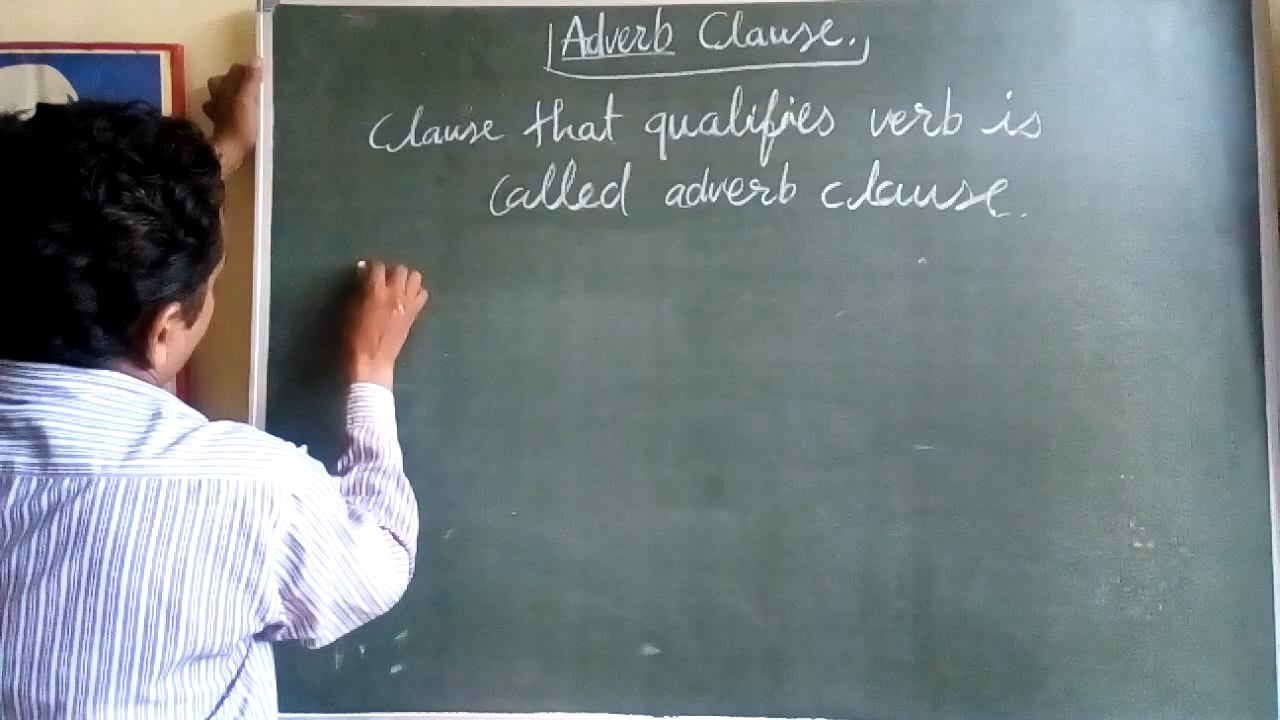 Adverb Clause.
Clause that qualifies verb is
called adverb clause.